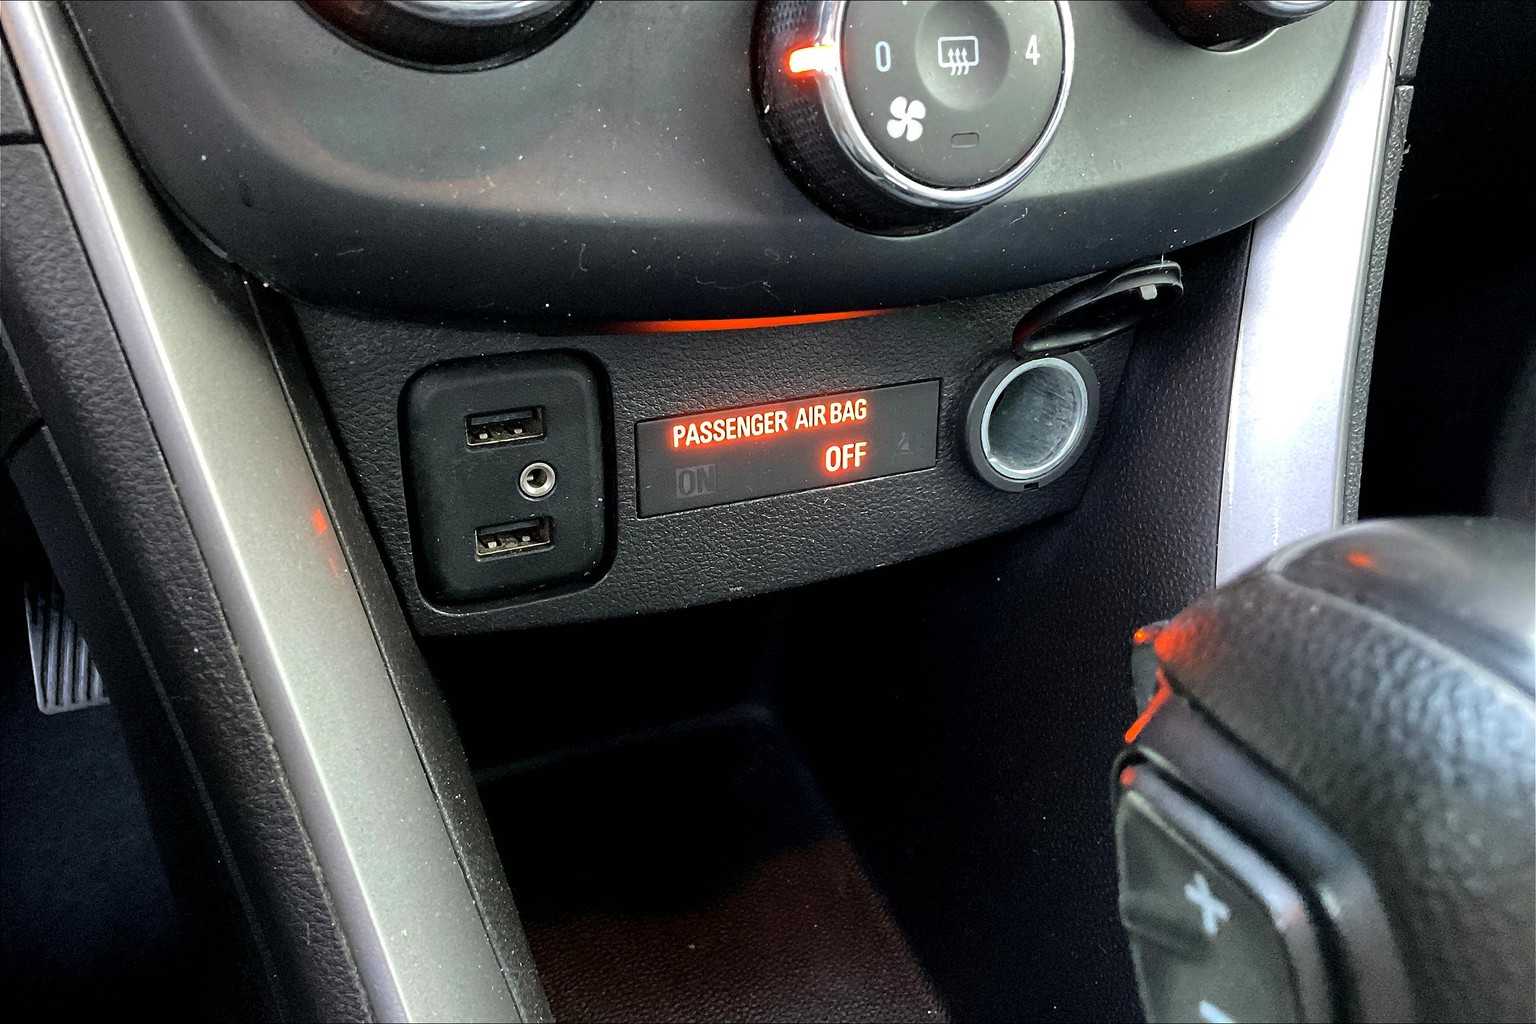 0 4
PASSENGER AIR BAG
ON OFF
+